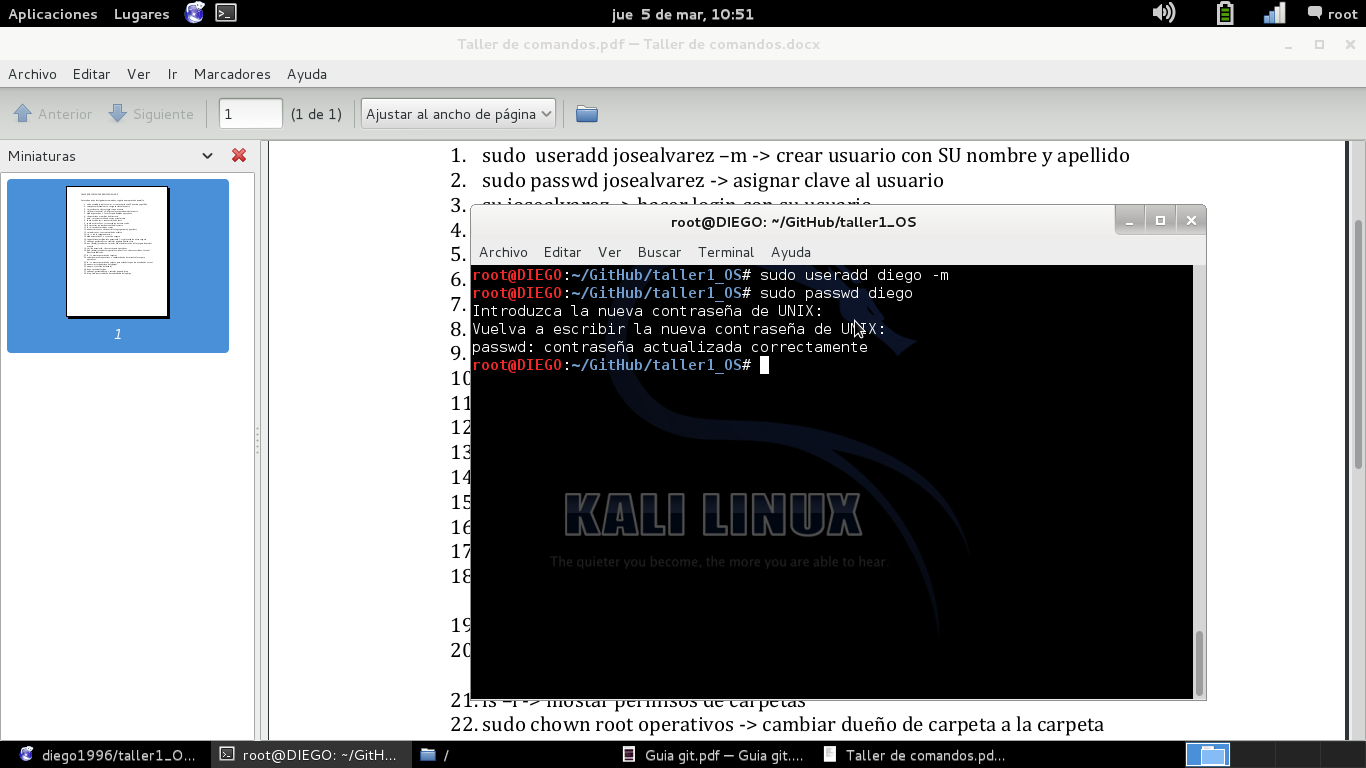 Aplicaciones Lugares jue 5 de mar, 10:51 root
Taller de comandos.pdf — Taller de comandos.docx
Archivo Editar Ver Ir Marcadores Ayuda
Anterior Siguiente 1 (1 de 1) Ajustar al ancho de página
Miniaturas
1
1. sudo useradd josealvarez –m -> crear usuario con SU nombre y apellido
2. sudo passwd josealvarez -> asignar clave al usuario
3. su josealvarez -> hacer login con su usuario
4.
5.
6.
7.
8.
9.
10
11
12
13
14
15
16
17
18
19
20
21. ls –l -> mostar permisos de carpetas
22. sudo chown root operativos -> cambiar dueño de carpeta a la carpeta
root@DIEGO: ~/GitHub/taller1_OS
Archivo Editar Ver Buscar Terminal Ayuda
root@DIEGO:~/GitHub/taller1_OS# sudo useradd diego -m
root@DIEGO:~/GitHub/taller1_OS# sudo passwd diego
Introduzca la nueva contraseña de UNIX:
Vuelva a escribir la nueva contraseña de UNIX:
passwd: contraseña actualizada correctamente
root@DIEGO:~/GitHub/taller1_OS#
KALI LINUX
The quieter you become, the more you are able to hear.
diego1996/taller1_O... root@DIEGO: ~/GitH... / Guia git.pdf — Guia git.... Taller de comandos.pd...